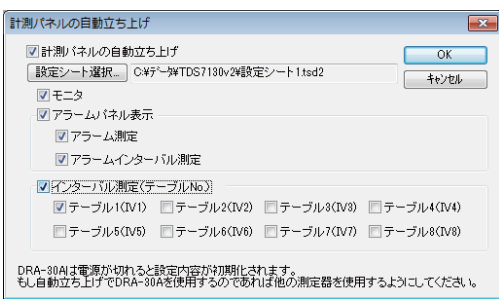 計測パネルの自動立ち上げ
計測パネルの自動立ち上げ
OK
設定シート選択... C:¥データ¥TDS7130v2¥設定シート1.tsd2
キャンセル
モニタ
アラームパネル表示
アラーム測定
アラームインターバル測定
インターバル測定(テーブルNo.)
テーブル1(IV1) テーブル2(IV2) テーブル3(IV3) テーブル4(IV4)
テーブル5(IV5) テーブル6(IV6) テーブル7(IV7) テーブル8(IV8)
DRA-30Aは電源が切れると設定内容が初期化されます。
もし自動立ち上げでDRA-30Aを使用するのであれば他の測定器を使用するようにしてください。